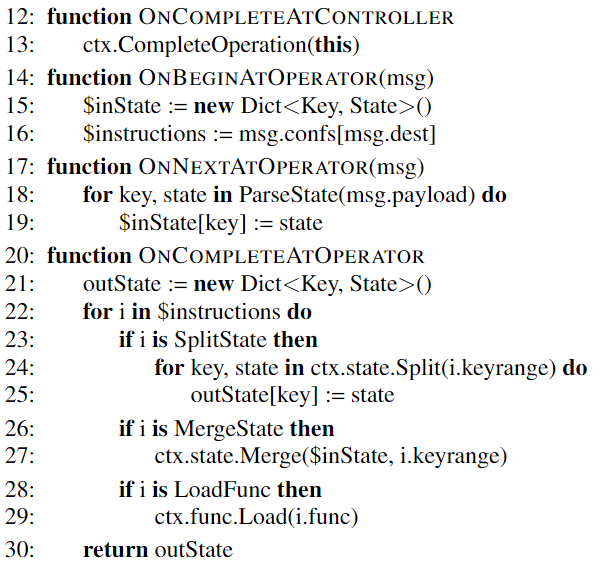 12: function ONCOMPLETEATCONTROLLER
13: ctx.CompleteOperation(this)
14: function ONBEGINATOPERATOR(msg)
15: $inState := new Dict<Key, State>()
16: $instructions := msg.confs[msg.dest]
17: function ONNEXTATOPERATOR(msg)
18: for key, state in ParseState(msg.payload) do
19: $inState[key] := state
20: function ONCOMPLETEATOPERATOR
21: outState := new Dict<Key, State>()
22: for i in $instructions do
23: if i is SplitState then
24: for key, state in ctx.state.Split(i.keyrange) do
25: outState[key] := state
26: if i is MergeState then
27: ctx.state.Merge($inState, i.keyrange)
28: if i is LoadFunc then
29: ctx.func.Load(i.func)
30: return outState